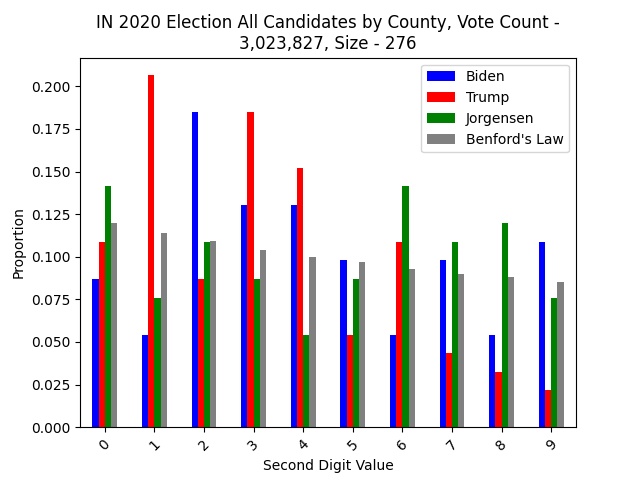 IN 2020 Election All Candidates by County, Vote Count -
3,023,827, Size - 276
Biden
Trump
Jorgensen
Benford's Law
0.200
0.175
0.150
0.125
0.100
0.075
0.050
0.025
0.000
Proportion
0 1 2 3 4 5 6 7 8 9
Second Digit Value